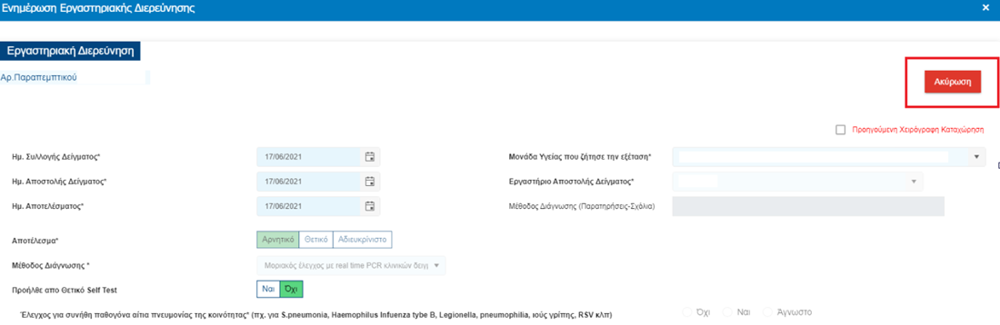 Ενημέρωση Εργαστηριακής Διερεύνησης ×
Εργαστηριακή Διερεύνηση
Αρ.Παραπεμπτικού
Ακύρωση
Προηγούμενη Χειρόγραφη Καταχώρηση
Ημ. Συλλογής Δείγματος* 17/06/2021 Μονάδα Υγείας που ζήτησε την εξέταση*
Ημ. Αποστολής Δείγματος* 17/06/2021 Εργαστήριο Αποστολής Δείγματος*
Ημ. Αποτελέσματος* 17/06/2021 Μέθοδος Διάγνωσης (Παρατηρήσεις-Σχόλια)
Αποτέλεσμα* Αρνητικό Θετικό Αδιευκρίνιστο
Μέθοδος Διάγνωσης * Μοριακός έλεγχος με real time PCR κλινικών δειγ
Προήλθε απο Θετικό Self Test Ναι Όχι
Έλεγχος για συνήθη παθογόνα αίτια πνευμονίας της κοινότητας* (πχ. για S.pneumonia, Haemophilus Infuenza tybe B, Legionella, pneumophilia, ιούς γρίπης, RSV κλπ) Όχι Ναι Άγνωστο